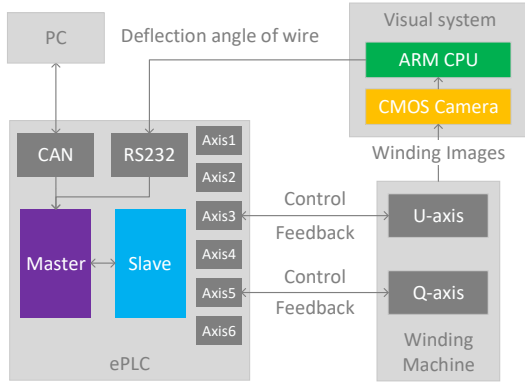 PC
Deflection angle of wire
Visual system
ARM CPU
CMOS Camera
Winding Images
CAN
RS232
Axis1
Axis2
Axis3
Axis4
Axis5
Axis6
Master
Slave
ePLC
Control
Feedback
Control
Feedback
U-axis
Q-axis
Winding
Machine